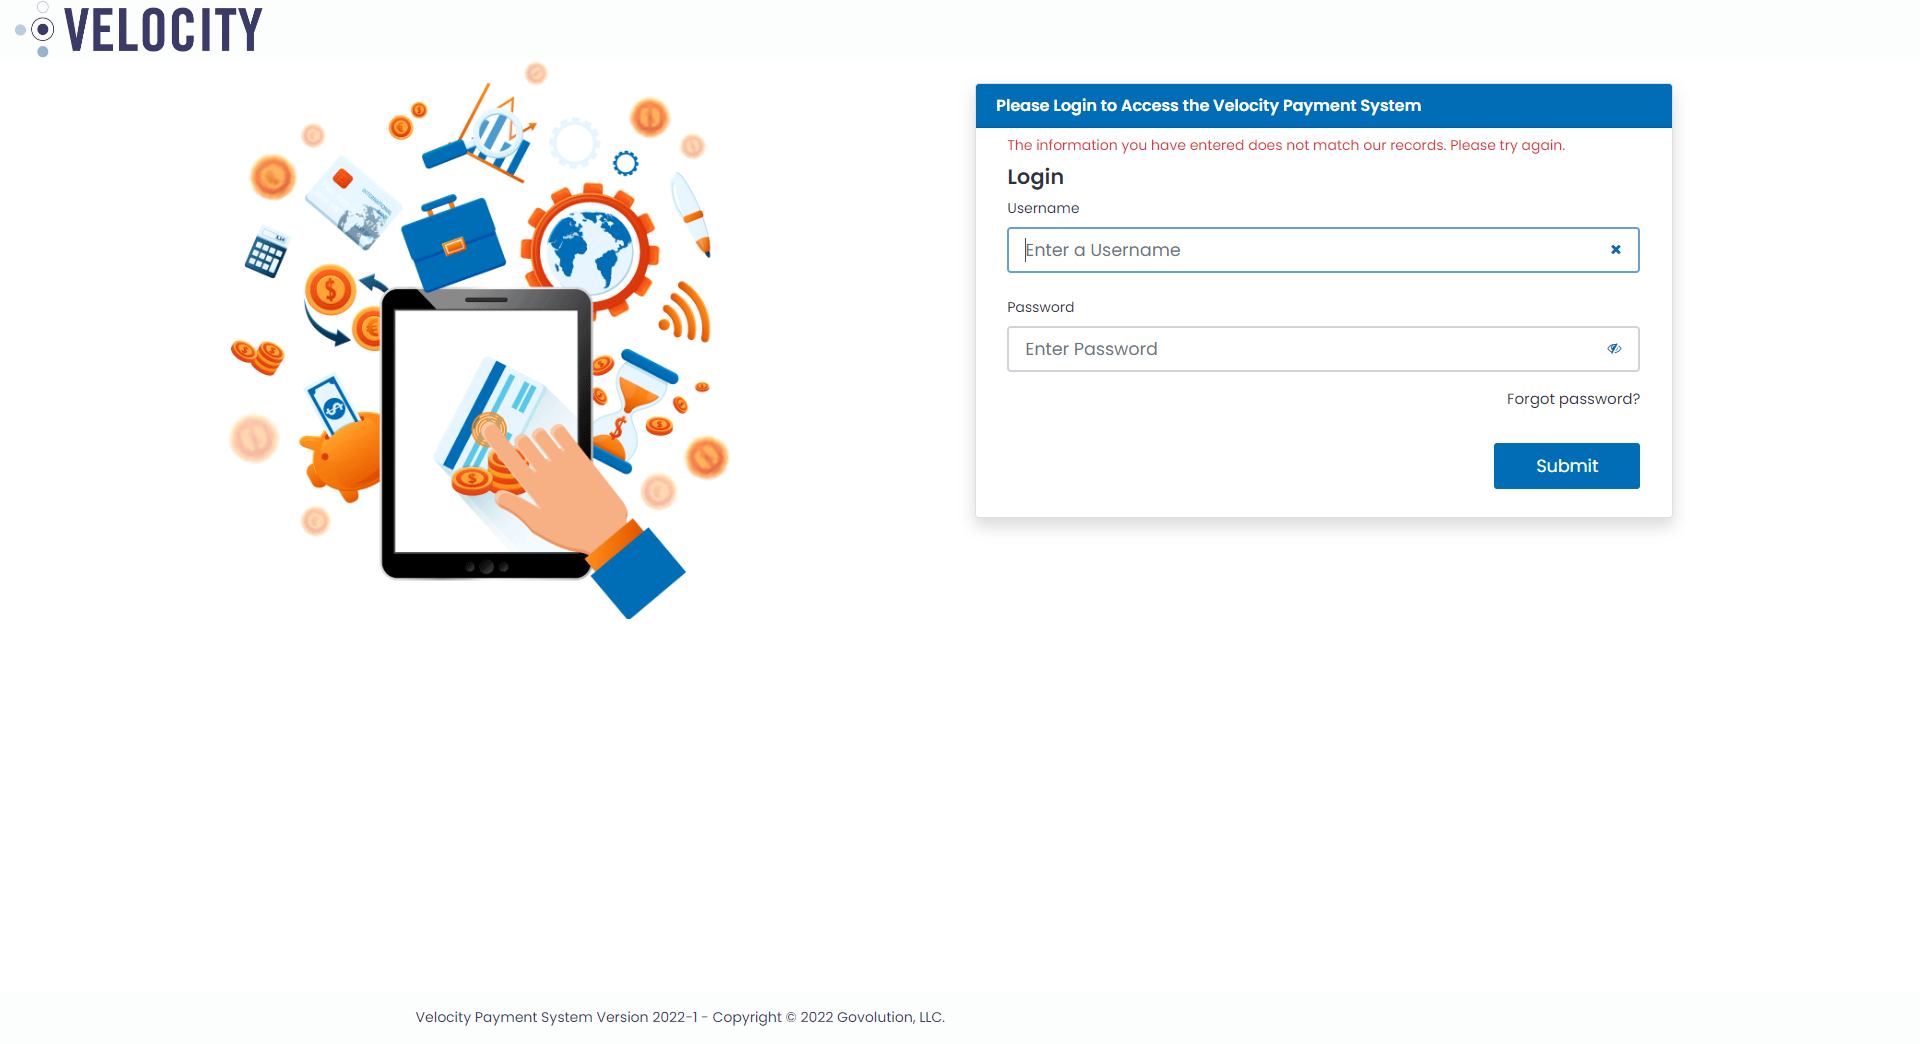 VELOCITY
Please Login to Access the Velocity Payment System
The information you have entered does not match our records. Please try again.
Login
Username
Enter a Username
Password
Enter Password
Forgot password?
Submit
Velocity Payment System Version 2022-1 - Copyright © 2022 Govolution, LLC.